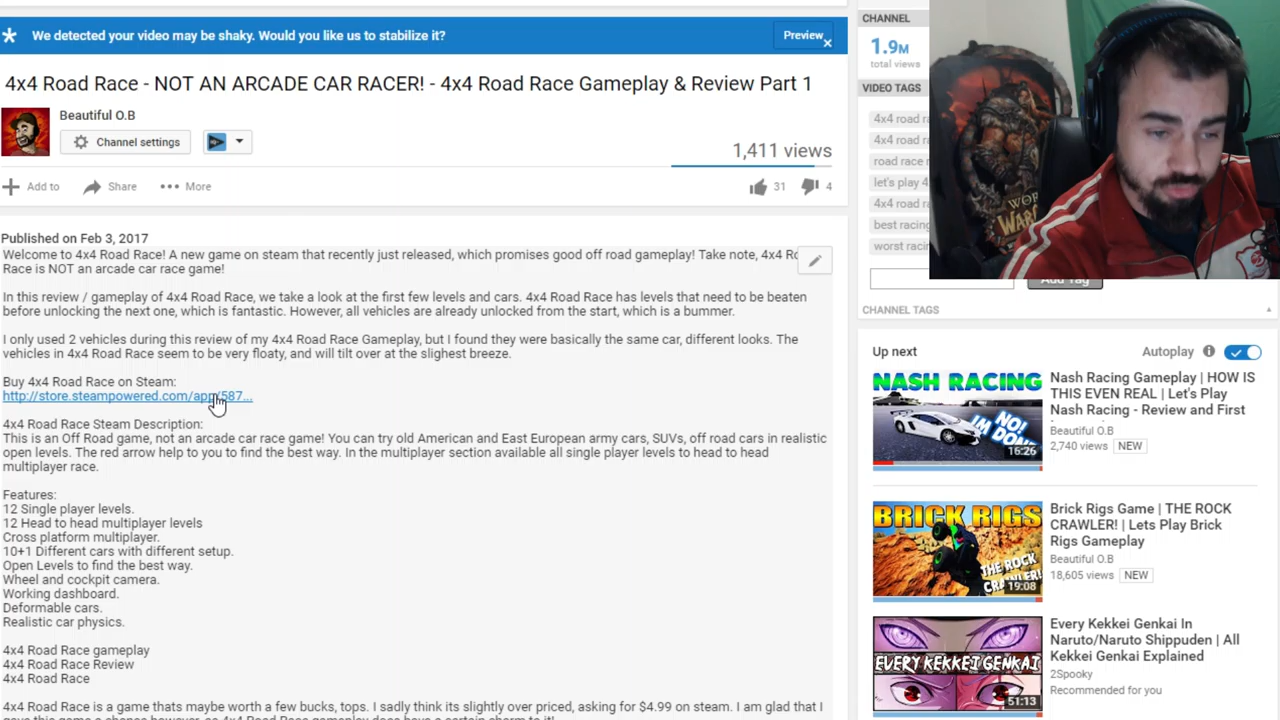 We detected your video may be shaky. Would you like us to stabilize it?
Preview
4x4 Road Race - NOT AN ARCADE CAR RACER! - 4x4 Road Race Gameplay & Review Part 1
Beautiful O.B
Channel settings
1,411 views
Add to
Share
More
31
4
Published on Feb 3, 2017
Welcome to 4x4 Road Race! A new game on steam that recently just released, which promises good off road gameplay! Take note, 4x4
Race is NOT an arcade car race game!
In this review / gameplay of 4x4 Road Race, we take a look at the first few levels and cars. 4x4 Road Race has levels that need to be beaten
before unlocking the next one, which is fantastic. However, all vehicles are already unlocked from the start, which is a bummer.
I only used 2 vehicles during this review of my 4x4 Road Race Gameplay, but I found they were basically the same car, different looks. The
vehicles in 4x4 Road Race seem to be very floaty, and will tilt over at the slighest breeze.
Buy 4x4 Road Race on Steam:
http://store.steampowered.com/app/587...
4x4 Road Race Steam Description:
This is an Off Road game, not an arcade car race game! You can try old American and East European army cars, SUVs, off road cars in realistic
open levels. The red arrow help to you to find the best way. In the multiplayer section available all single player levels to head to head
multiplayer race.
Features:
12 Single player levels.
12 Head to head multiplayer levels
Cross platform multiplayer.
10+1 Different cars with different setup.
Open Levels to find the best way.
Wheel and cockpit camera.
Working dashboard.
Deformable cars.
Realistic car physics.
4x4 Road Race gameplay
4x4 Road Race Review
4x4 Road Race
4x4 Road Race is a game that's maybe worth a few bucks, tops. I sadly think its slightly over priced, asking for $4.99 on steam. I am glad that I
CHANNEL
1.9M
total views
VIDEO TAGS
4x4 road
4x4 road
road race
let's play 4
4x4 road
best racing
worst
Add Tag
CHANNEL TAGS
Up next
Autoplay
NASH RACING
NO! I'M DONE
16:26
Nash Racing Gameplay | HOW IS
THIS EVEN REAL | Let's Play
Nash Racing - Review and First
Beautiful O.B
2,740 views NEW
BRICK RIGS
THE ROCK
CRAWLER!
19:08
Brick Rigs Game | THE ROCK
CRAWLER! | Lets Play Brick
Rigs Gameplay
Beautiful O.B
18,605 views NEW
EVERY KEKKEI GENKAI
51:13
Every Kekkei Genkai In
Naruto/Naruto Shippuden | All
Kekkei Genkai Explained
2Spooky
Recommended for you